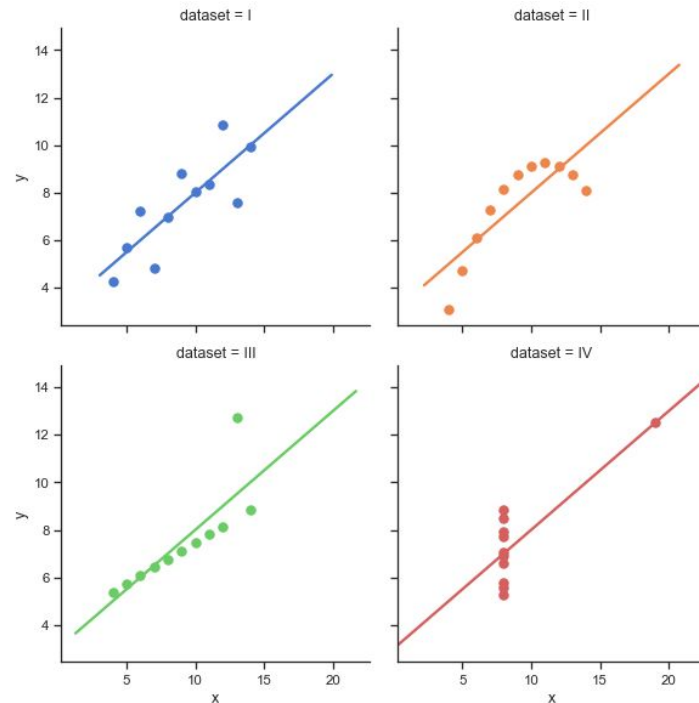 dataset = I
dataset = II
14
12
10
8
6
4
y
dataset = III
dataset = IV
14
12
10
8
6
4
y
5
10
15
20
x
5
10
15
20
x